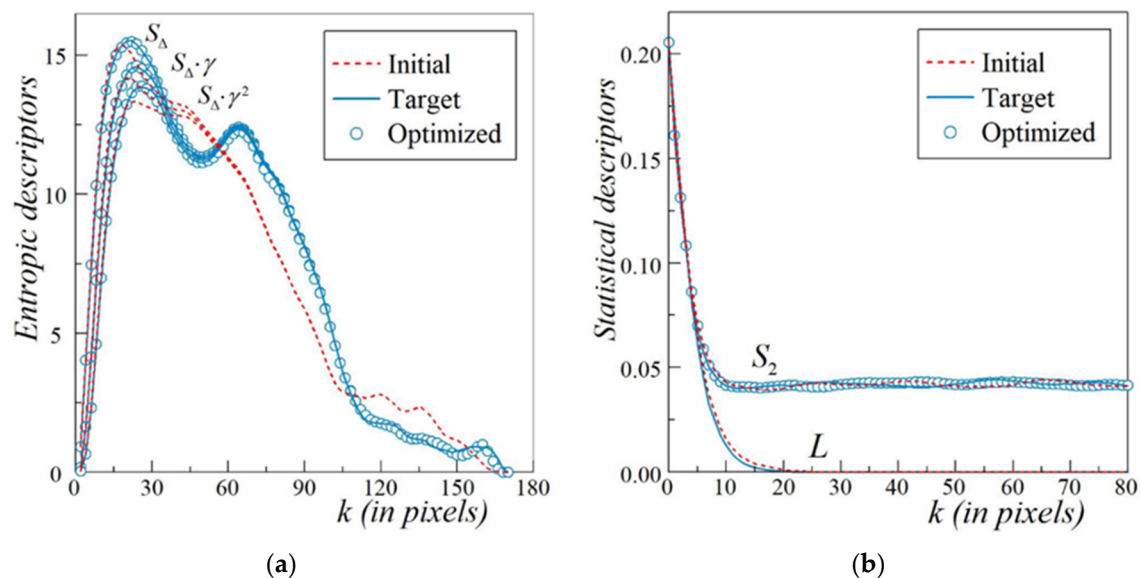 Entropic descriptors
15
10
5
0
S_Δ
S_Δ·γ
S_Δ·γ²
Initial
Target
Optimized
0 30 60 90 120 150 180
k (in pixels)
(a)
Statistical descriptors
0.20
0.15
0.10
0.05
0.00
Initial
Target
Optimized
S₂
L
0 10 20 30 40 50 60 70 80
k (in pixels)
(b)